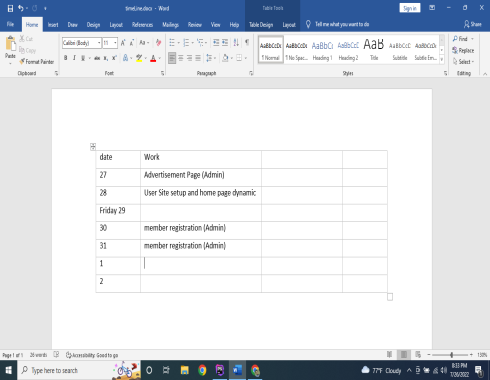 timeLine.docx - Word
Table Tools
Sign in
File Home Insert Draw Design Layout References Mailings Review View Help Table Design Layout Tell me what you want to do Share
Paste
Cut
Copy
Format Painter
Clipboard
Calibri (Body) 11
Font
Paragraph
AaBbCcDc AaBbCcDc AaBbC AaBbCcC AaB AaBbCcC AaBbCcDc
¶ Normal ¶ No Spac... Heading 1 Heading 2 Title Subtitle Subtle Em...
Styles
Find
Replace
Select
Editing
date Work
27 Advertisement Page (Admin)
28 User Site setup and home page dynamic
Friday 29
30 member registration (Admin)
31 member registration (Admin)
1
2
Page 1 of 1 26 words Accessibility: Good to go
Type here to search
77°F Cloudy
8:33 PM
7/26/2022